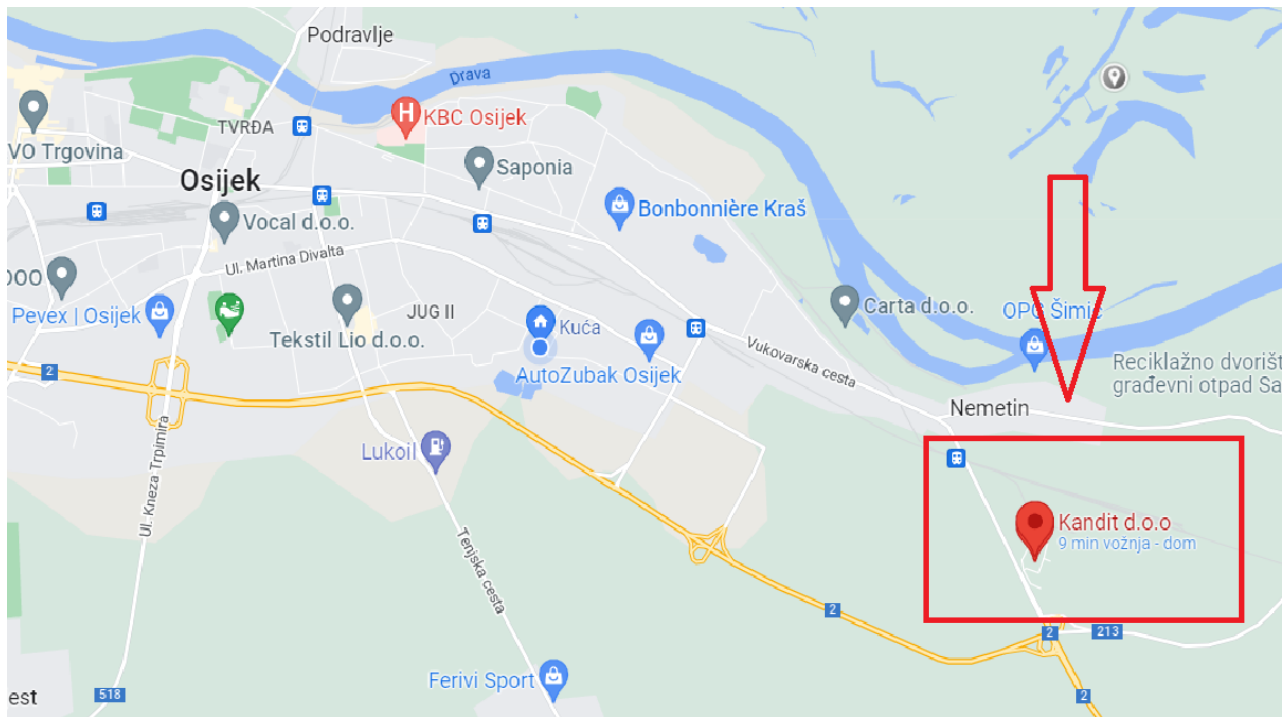 Podravlje
Drava
KBC Osijek
TVRĐA
VO Trgovina
Saponia
Osijek
Bonbonnière Kraš
Vocal d.o.o.
Ul. Martina Divalta
Carta d.o.o.
OPG Šimić
Pevex | Osijek
JUG II
Tekstil Lio d.o.o.
Kuća
Vukovarska cesta
AutoZubak Osijek
Reciklažno dvorišt
građevni otpad Sa
2
Nemetin
Ul. Kneza Trpimira
Lukoil
Kandit d.o.o
9 min vožnja - dom
Tenjska cesta
2
2
213
Ferivi Sport
518
est
2